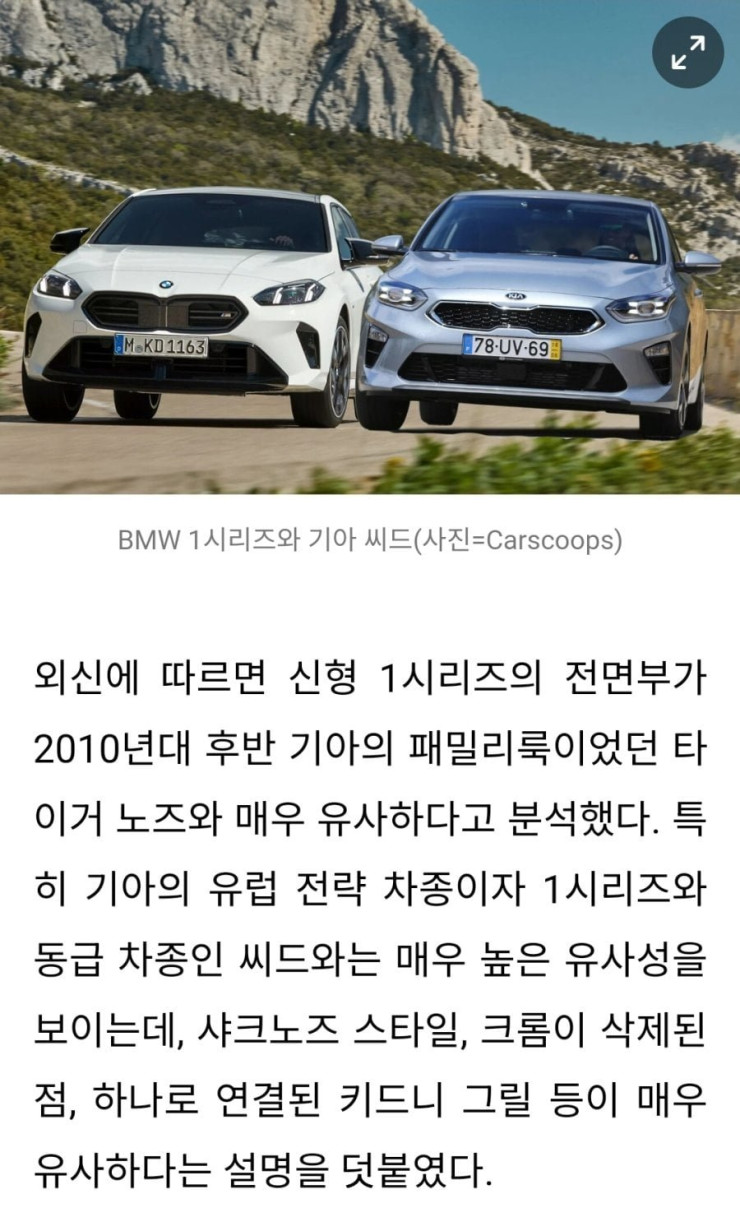 M KD 1163
KIA
78-UV-69
BMW 1시리즈와 기아 씨드(사진=Carscoops)
외신에 따르면 신형 1시리즈의 전면부가
2010년대 후반 기아의 패밀리룩이었던 타
이거 노즈와 매우 유사하다고 분석했다. 특
히 기아의 유럽 전략 차종이자 1시리즈와
동급 차종인 씨드와는 매우 높은 유사성을
보이는데, 샤크노즈 스타일, 크롬이 삭제된
점, 하나로 연결된 키드니 그릴 등이 매우
유사하다는 설명을 덧붙였다.